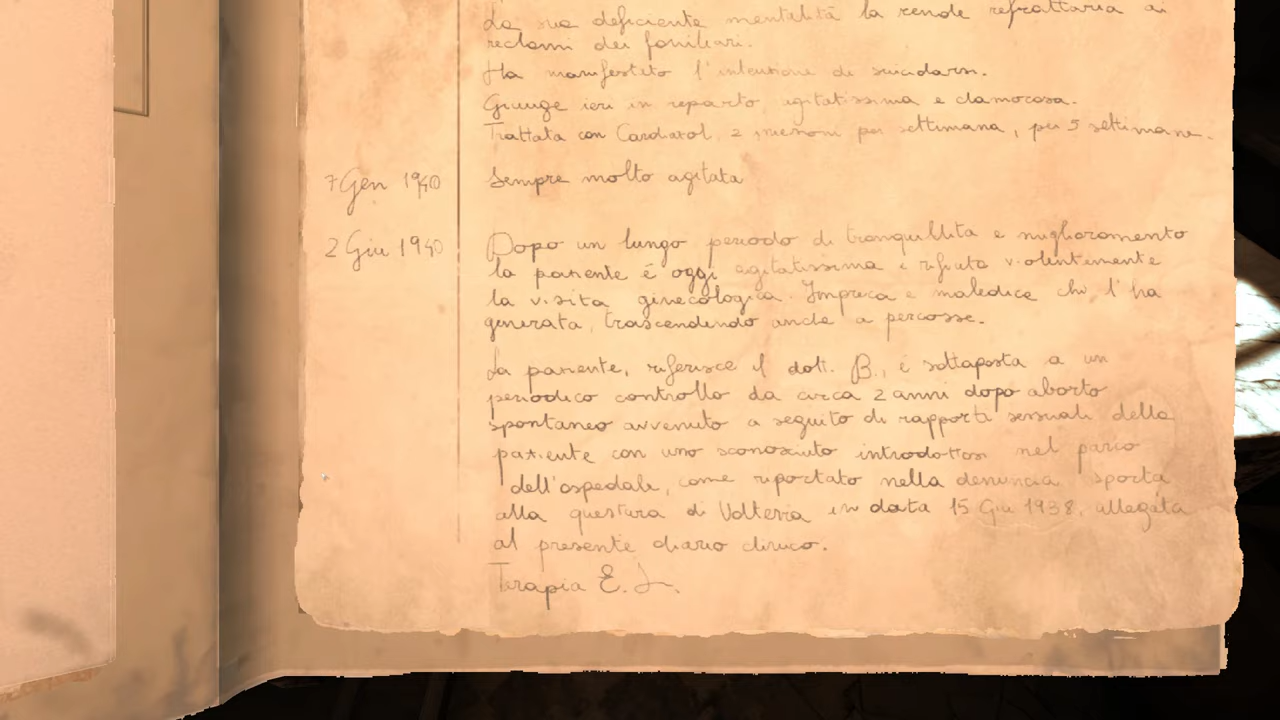 La sua deficiente mentalità la rende refrattaria ai
reclami dei familiari.
Ha manifestato l'intenzione di suicidarsi.
Giunge ieri in reparto agitatissima e clamorosa.
Trattata con Cardiazol, 2 iniezioni per settimana, per 5 settimane.
7 Gen 1940 Sempre molto agitata
2 Giu 1940 Dopo un lungo periodo di tranquillità e miglioramento
la paziente è oggi agitatissima e rifiuta violentemente
la visita ginecologica. Impreca e maledice chi l'ha
generata, trascendendo anche a percosse.
La paziente, riferisce il dott. B., è sottoposta a un
periodico controllo da circa 2 anni dopo aborto
spontaneo avvenuto a seguito di rapporti sessuali della
paziente con uno sconosciuto introdottosi nel parco
dell'ospedale, come riportato nella denuncia sporta
alla questura di Volterra in data 15 Giu 1938, allegata
al presente diario clinico.
Terapia E.